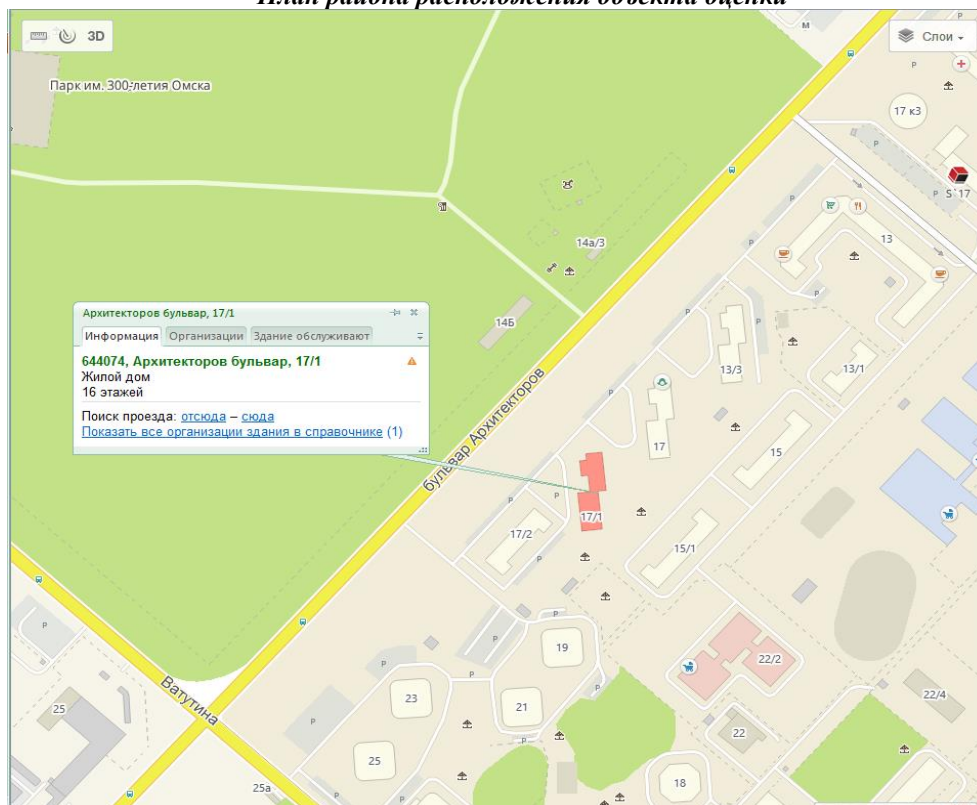 План района расположения объекта оценки
3D
Слои
М
P
Парк им. 300-летия Омска
17 к3
P
P S`17
P
14а/3
P
13
P
14Б
P
13/3
13/1
Архитекторов бульвар, 17/1
Информация Организации Здание обслуживают
644074, Архитекторов бульвар, 17/1
Жилой дом
16 этажей
Поиск проезда: отсюда – сюда
Показать все организации здания в справочнике (1)
бульвар Архитекторов
P
17
15
P
P
17/1
17/2
15/1
P
P
P
19
22/2
P
P
Ватутина
23
P
22/4
25
21
22
P
P
25
25а
18